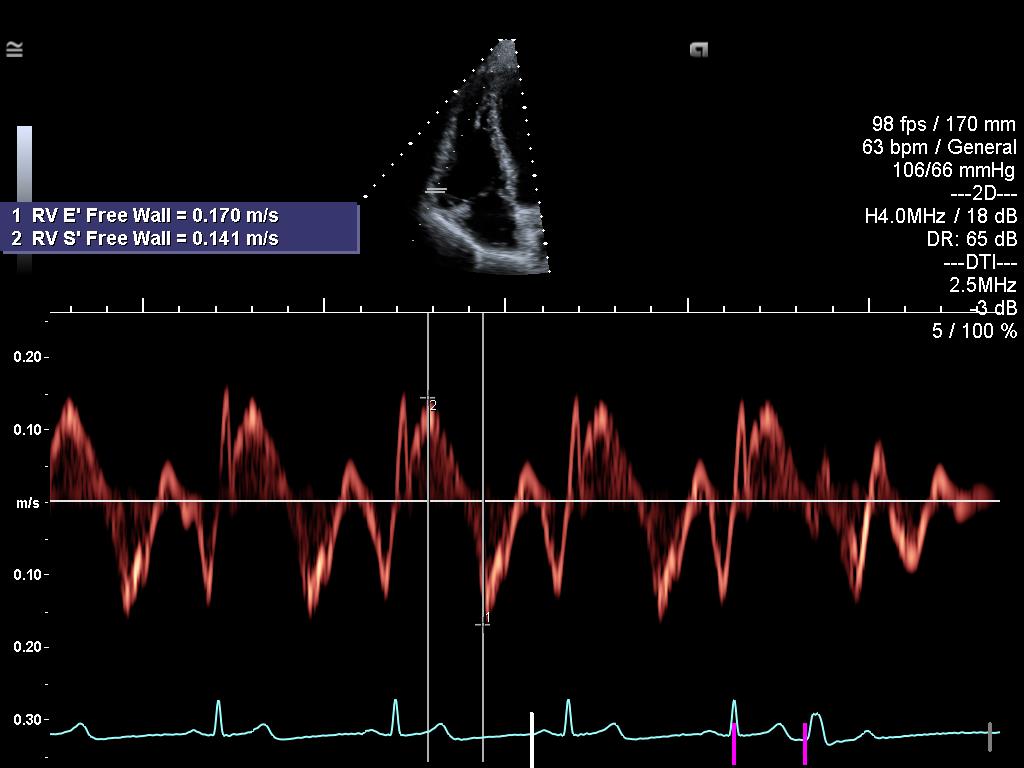 98 fps / 170 mm
63 bpm / General
106/66 mmHg
---2D---
H4.0MHz / 18 dB
DR: 65 dB
---DTI---
2.5MHz
-3 dB
5 / 100 %
1 RV E' Free Wall = 0.170 m/s
2 RV S' Free Wall = 0.141 m/s
0.20
0.10
m/s
0.10
0.20
0.30
2
1